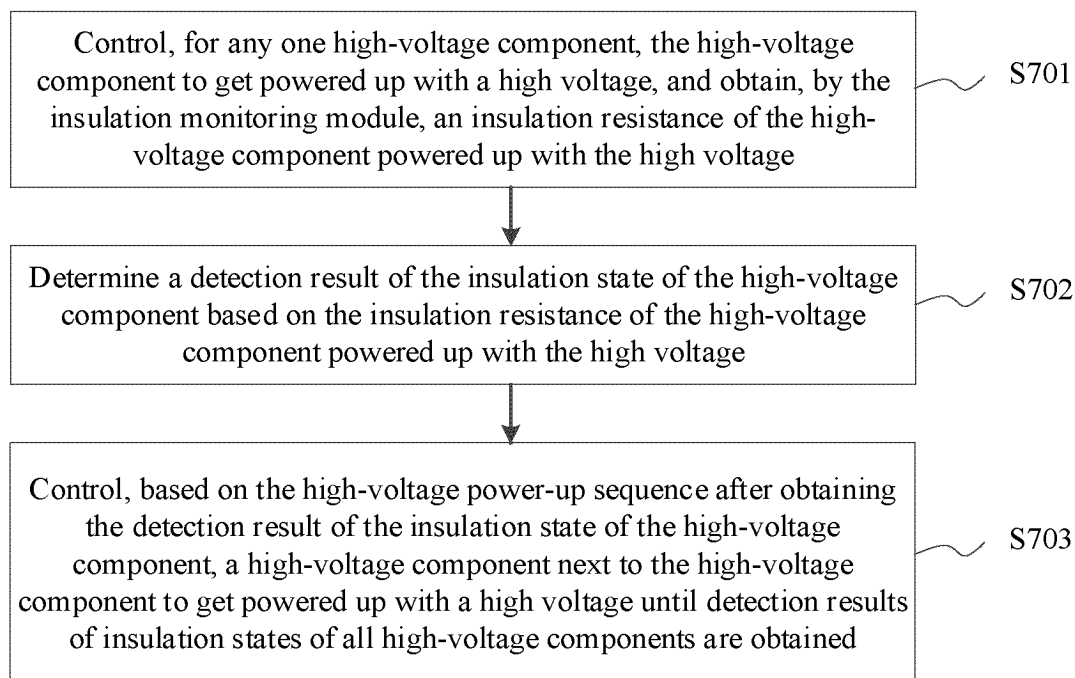 Control, for any one high-voltage component, the high-voltage
component to get powered up with a high voltage, and obtain, by the
insulation monitoring module, an insulation resistance of the high-
voltage component powered up with the high voltage
S701
Determine a detection result of the insulation state of the high-voltage
component based on the insulation resistance of the high-voltage
component powered up with the high voltage
S702
Control, based on the high-voltage power-up sequence after obtaining
the detection result of the insulation state of the high-voltage
component, a high-voltage component next to the high-voltage
component to get powered up with a high voltage until detection results
of insulation states of all high-voltage components are obtained
S703